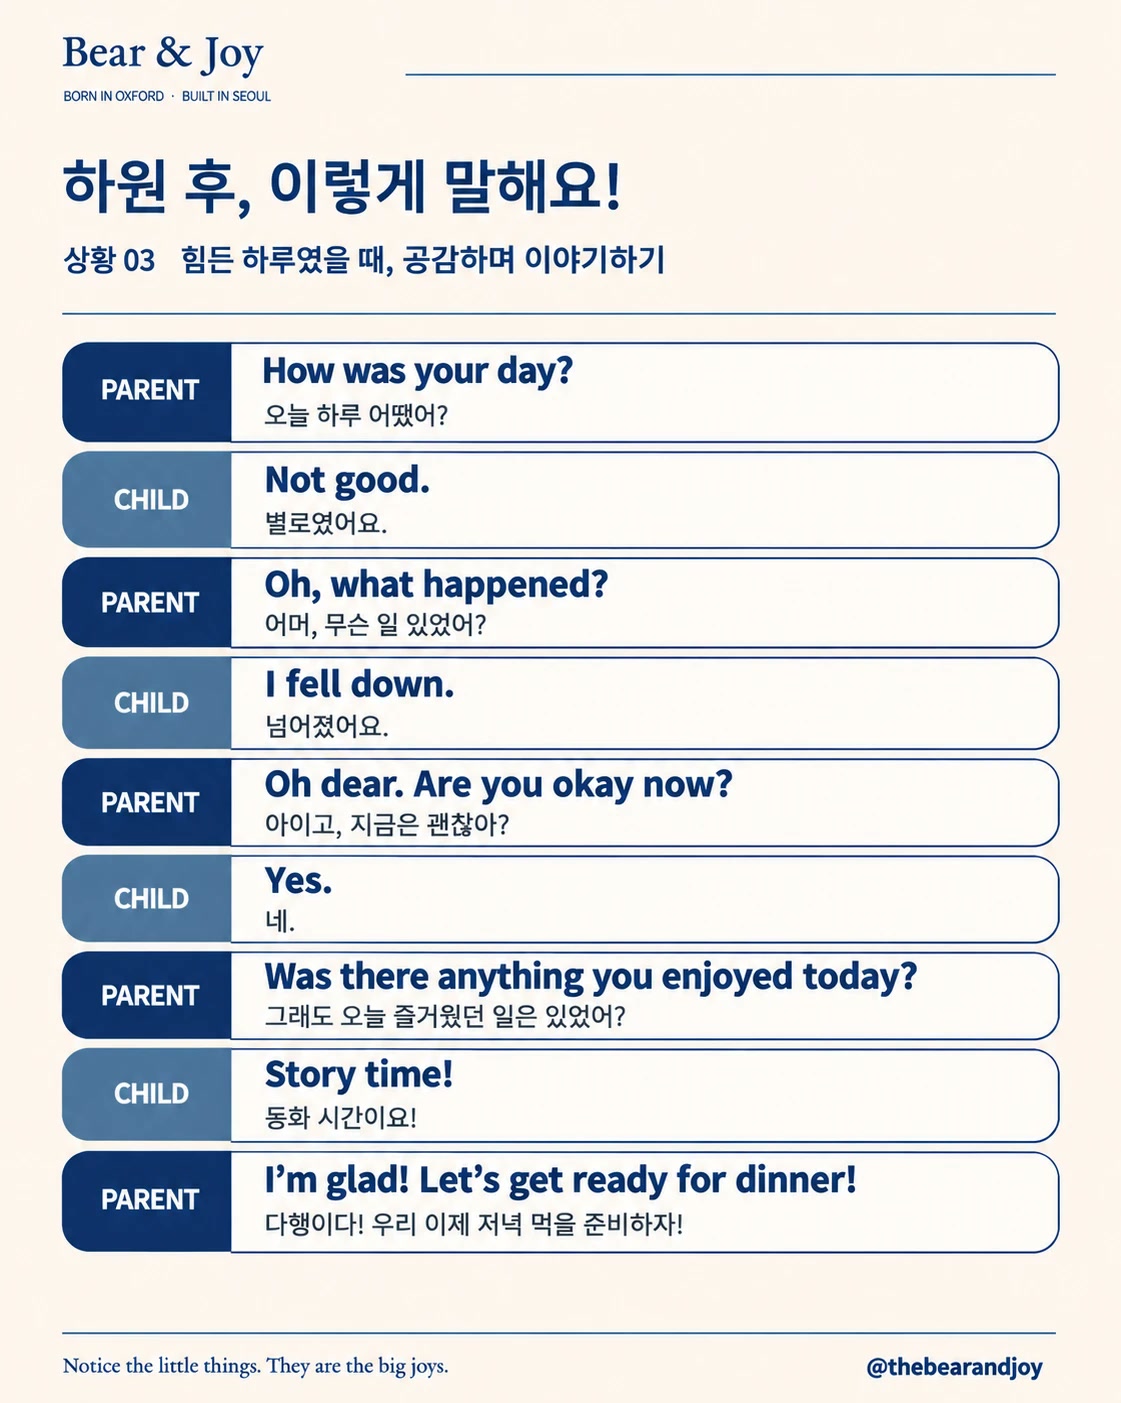 Bear & Joy
BORN IN OXFORD · BUILT IN SEOUL
하원 후, 이렇게 말해요!
상황 03 힘든 하루였을 때, 공감하며 이야기하기
PARENT
How was your day?
오늘 하루 어땠어?
CHILD
Not good.
별로였어요.
PARENT
Oh, what happened?
어머, 무슨 일 있었어?
CHILD
I fell down.
넘어졌어요.
PARENT
Oh dear. Are you okay now?
아이고, 지금은 괜찮아?
CHILD
Yes.
네.
PARENT
Was there anything you enjoyed today?
그래도 오늘 즐거웠던 일은 있었어?
CHILD
Story time!
동화 시간이요!
PARENT
I’m glad! Let’s get ready for dinner!
다행이다! 우리 이제 저녁 먹을 준비하자!
Notice the little things. They are the big joys.
@thebearandjoy